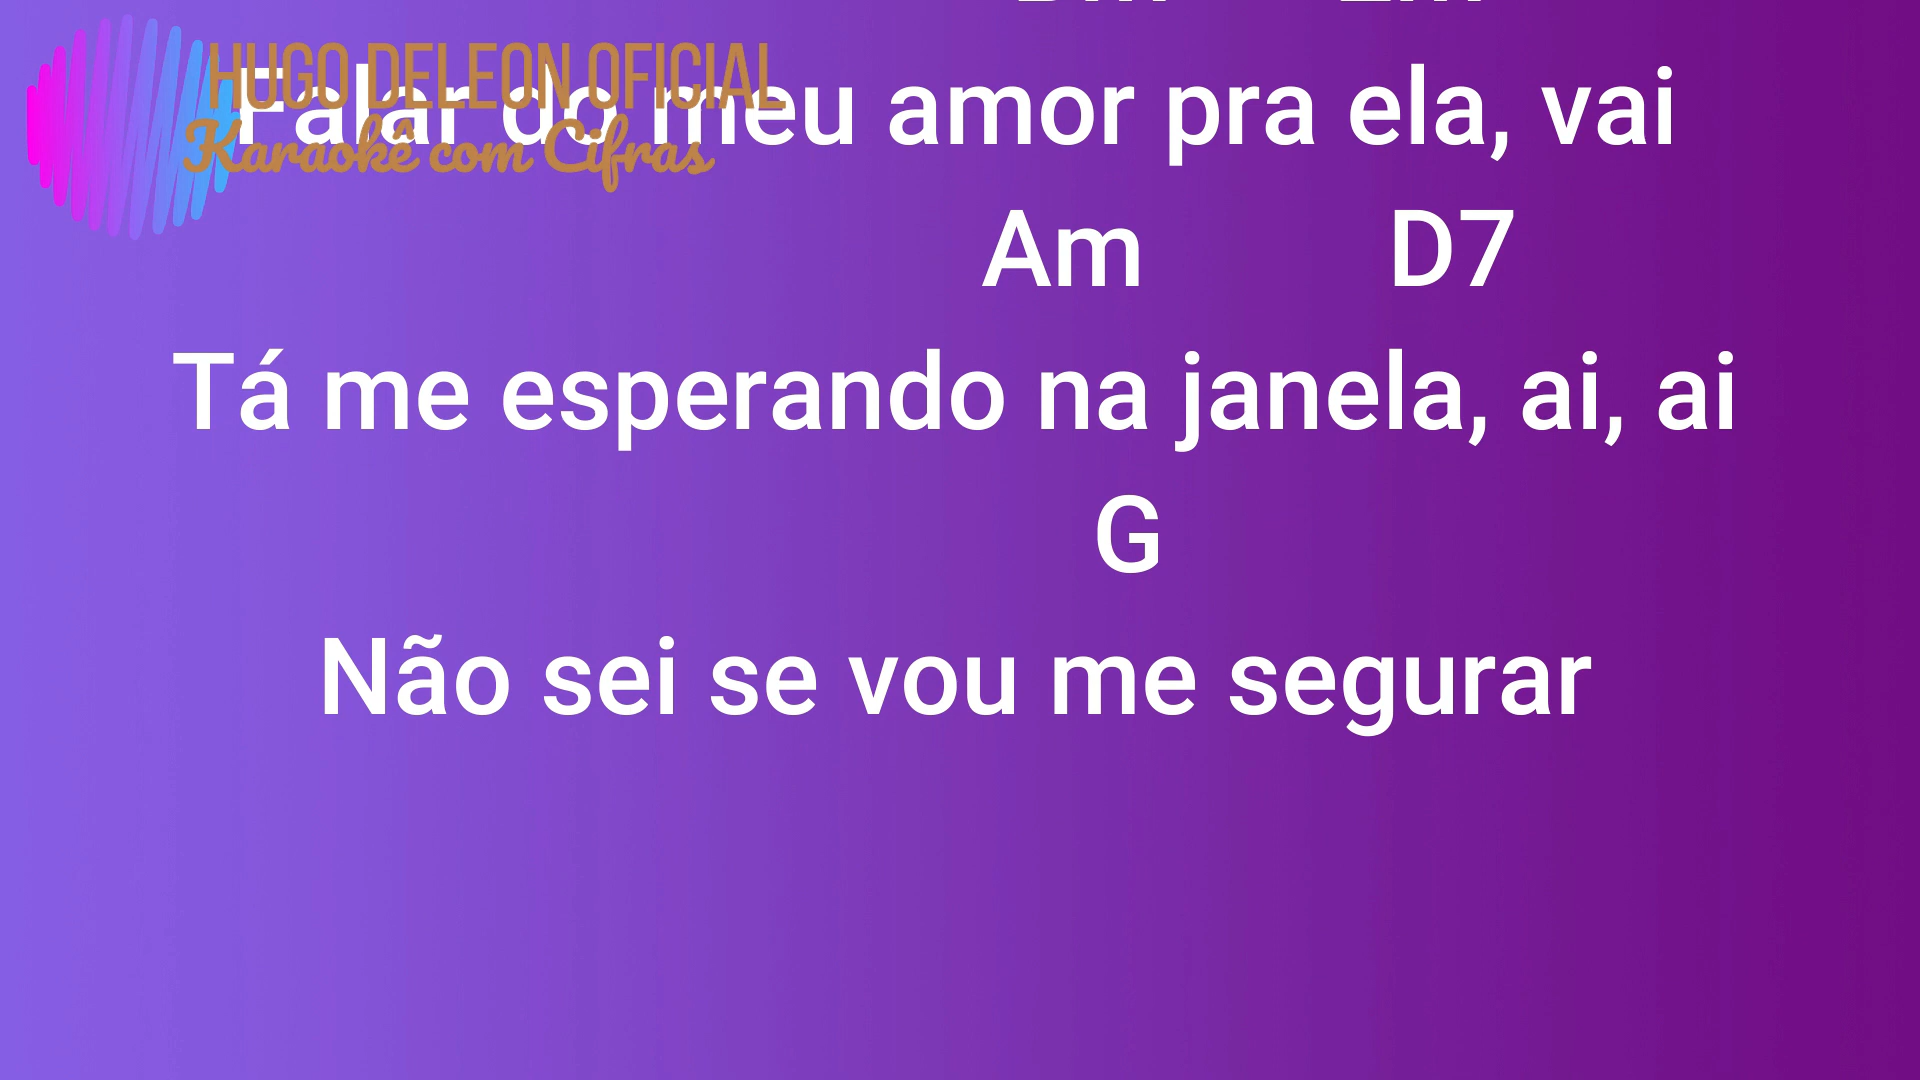 HUGO DELEON OFICIAL
Karaokê com Cifras
Falar do meu amor pra ela, vai
Am D7
Tá me esperando na janela, ai, ai
G
Não sei se vou me segurar